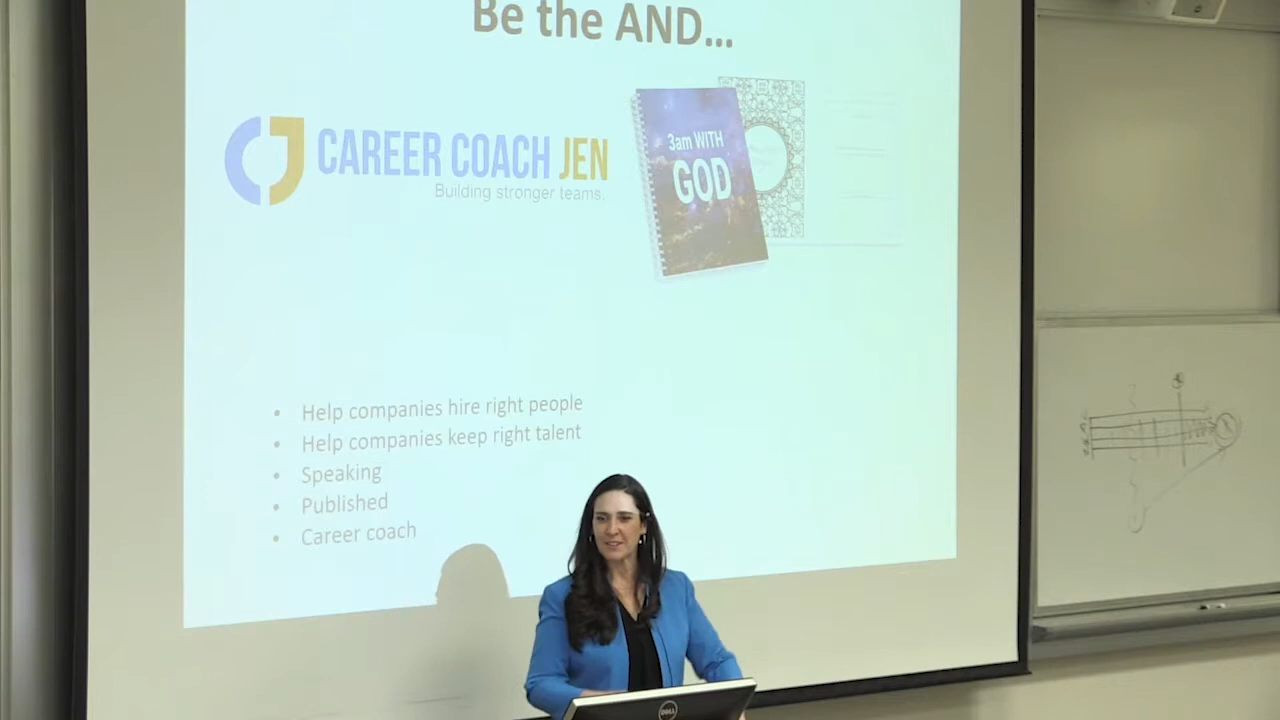 Be the AND...
CAREER COACH JEN
Building stronger teams.
3am WITH
GOD
• Help companies hire right people
• Help companies keep right talent
• Speaking
• Published
• Career coach
DELL